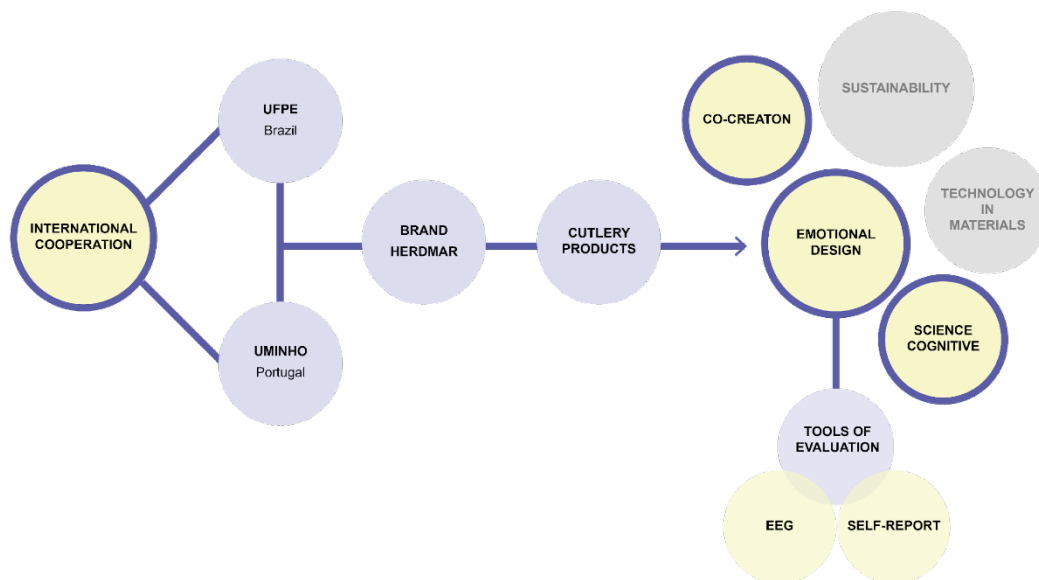 INTERNATIONAL
COOPERATION
UFPE
Brazil
UMINHO
Portugal
BRAND
HERDMAR
CUTLERY
PRODUCTS
CO-CREATON
SUSTAINABILITY
TECHNOLOGY
IN
MATERIALS
EMOTIONAL
DESIGN
SCIENCE
COGNITIVE
TOOLS OF
EVALUATION
EEG
SELF-REPORT